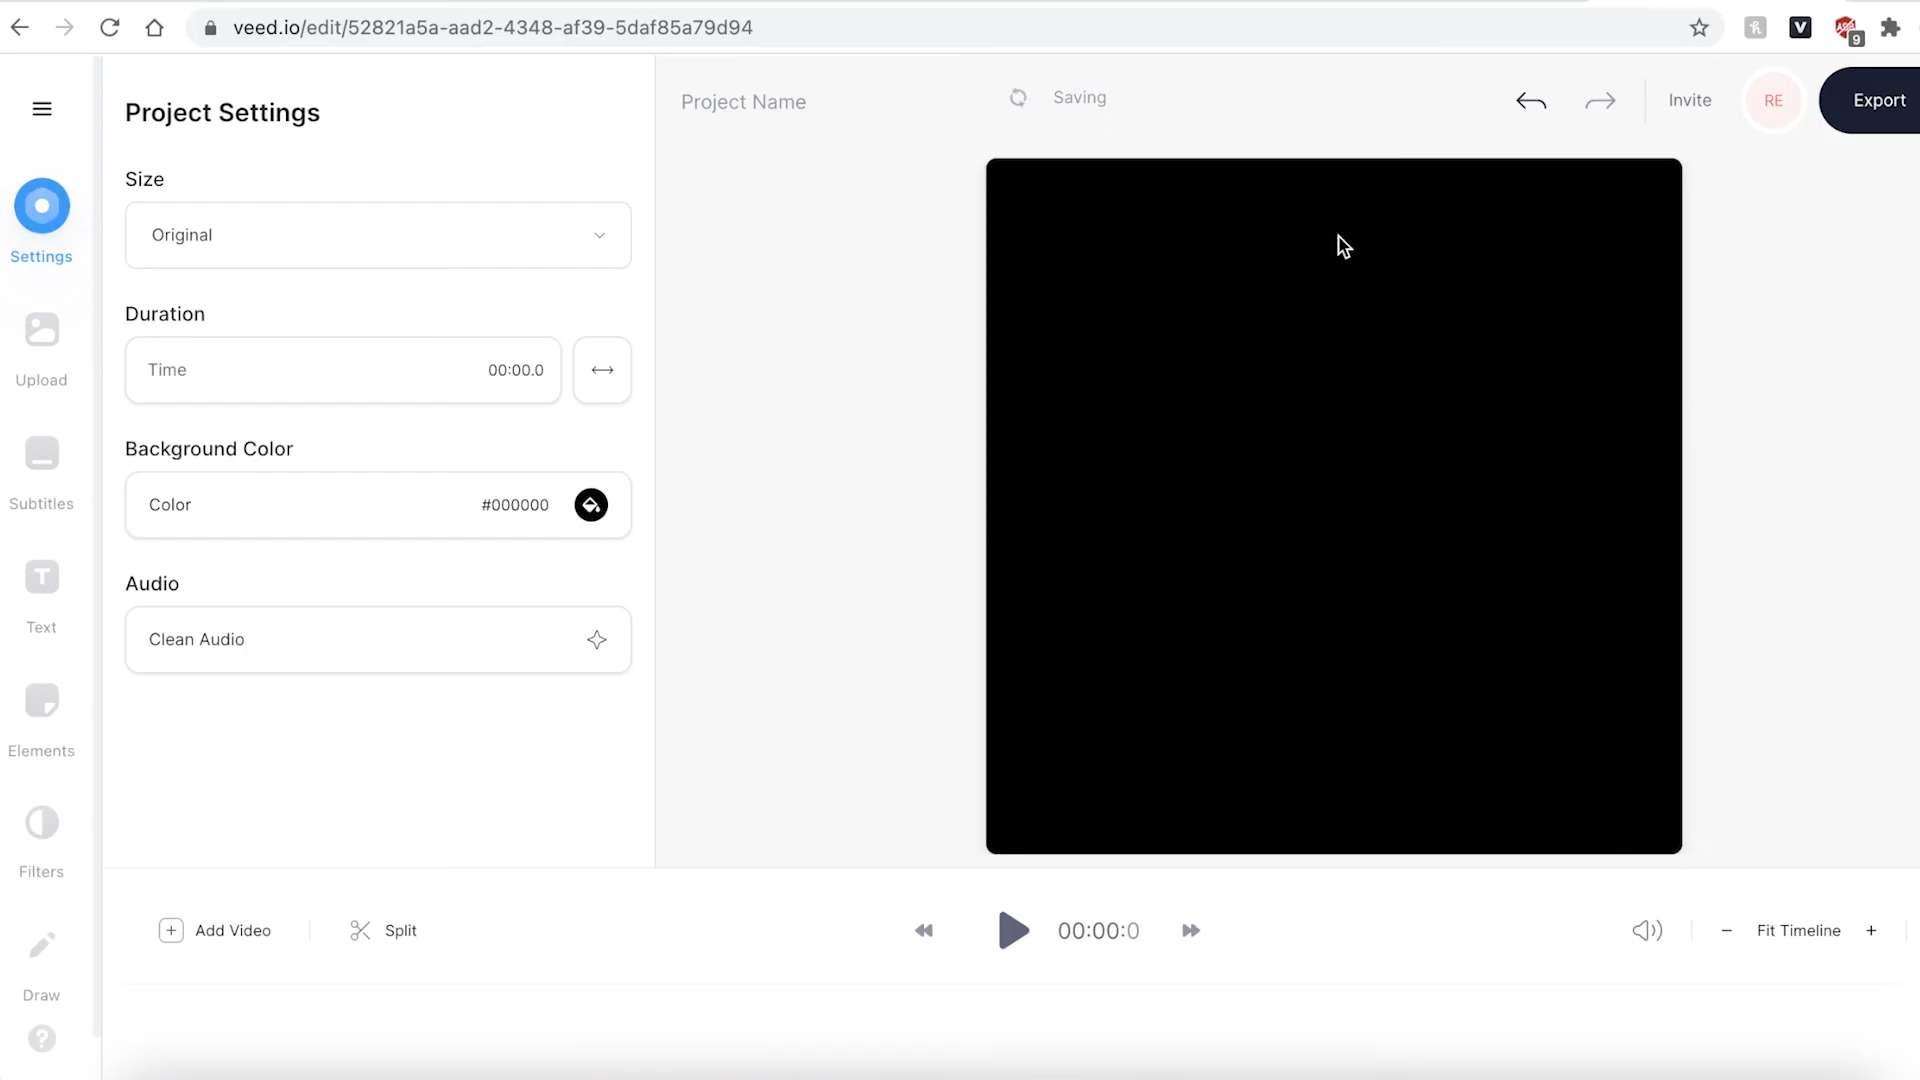 veed.io/edit/52821a5a-aad2-4348-af39-5daf85a79d94
9
Project Settings
Project Name
Saving
Invite
RE
Export
Settings
Upload
Subtitles
Text
Elements
Filters
Draw
?
Size
Original
Duration
Time 00:00.0
Background Color
Color #000000
Audio
Clean Audio
Add Video
Split
00:00:0
Fit Timeline